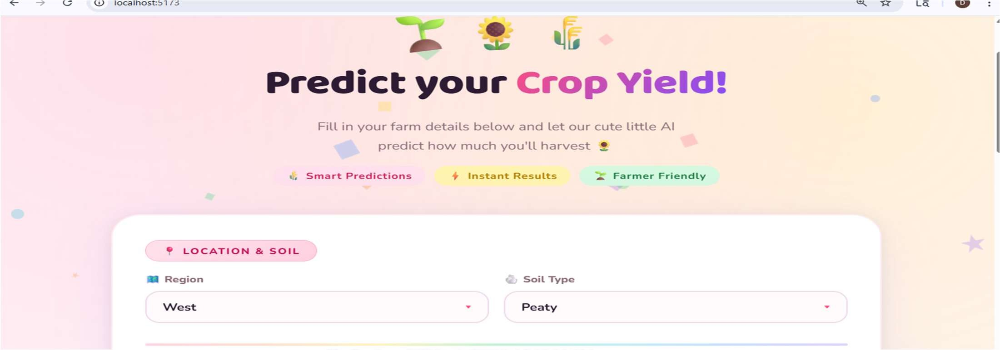 localhost:5173
D
Predict your Crop Yield!
Fill in your farm details below and let our cute little AI
predict how much you'll harvest 🌻
Smart Predictions
Instant Results
Farmer Friendly
LOCATION & SOIL
Region
Soil Type
West
Peaty